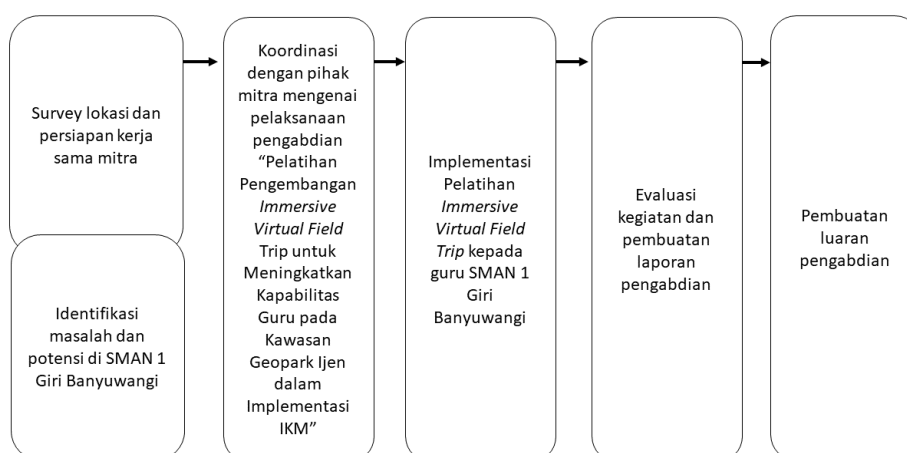 Survey lokasi dan
persiapan kerja
sama mitra
Identifikasi
masalah dan
potensi di SMAN 1
Giri Banyuwangi
Koordinasi
dengan pihak
mitra mengenai
pelaksanaan
pengabdian
“Pelatihan
Pengembangan
Immersive
Virtual Field
Trip untuk
Meningkatkan
Kapabilitas
Guru pada
Kawasan
Geopark Ijen
dalam
Implementasi
IKM”
Implementasi
Pelatihan
Immersive
Virtual Field
Trip kepada
guru SMAN 1
Giri
Banyuwangi
Evaluasi
kegiatan dan
pembuatan
laporan
pengabdian
Pembuatan
luaran
pengabdian